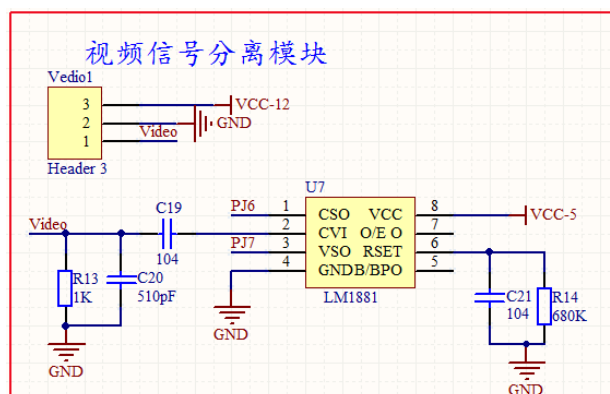 视频信号分离模块
Vedio1
3
VCC-12
2
GND
1
Video
Header 3
U7
PJ6
1
CSO
VCC
8
VCC-5
Video
C19
104
2
CVI
O/E O
7
PJ7
3
VSO
RSET
6
4
GND
B/BPO
5
LM1881
R13
1K
C20
510pF
C21
104
R14
680K
GND
GND
GND